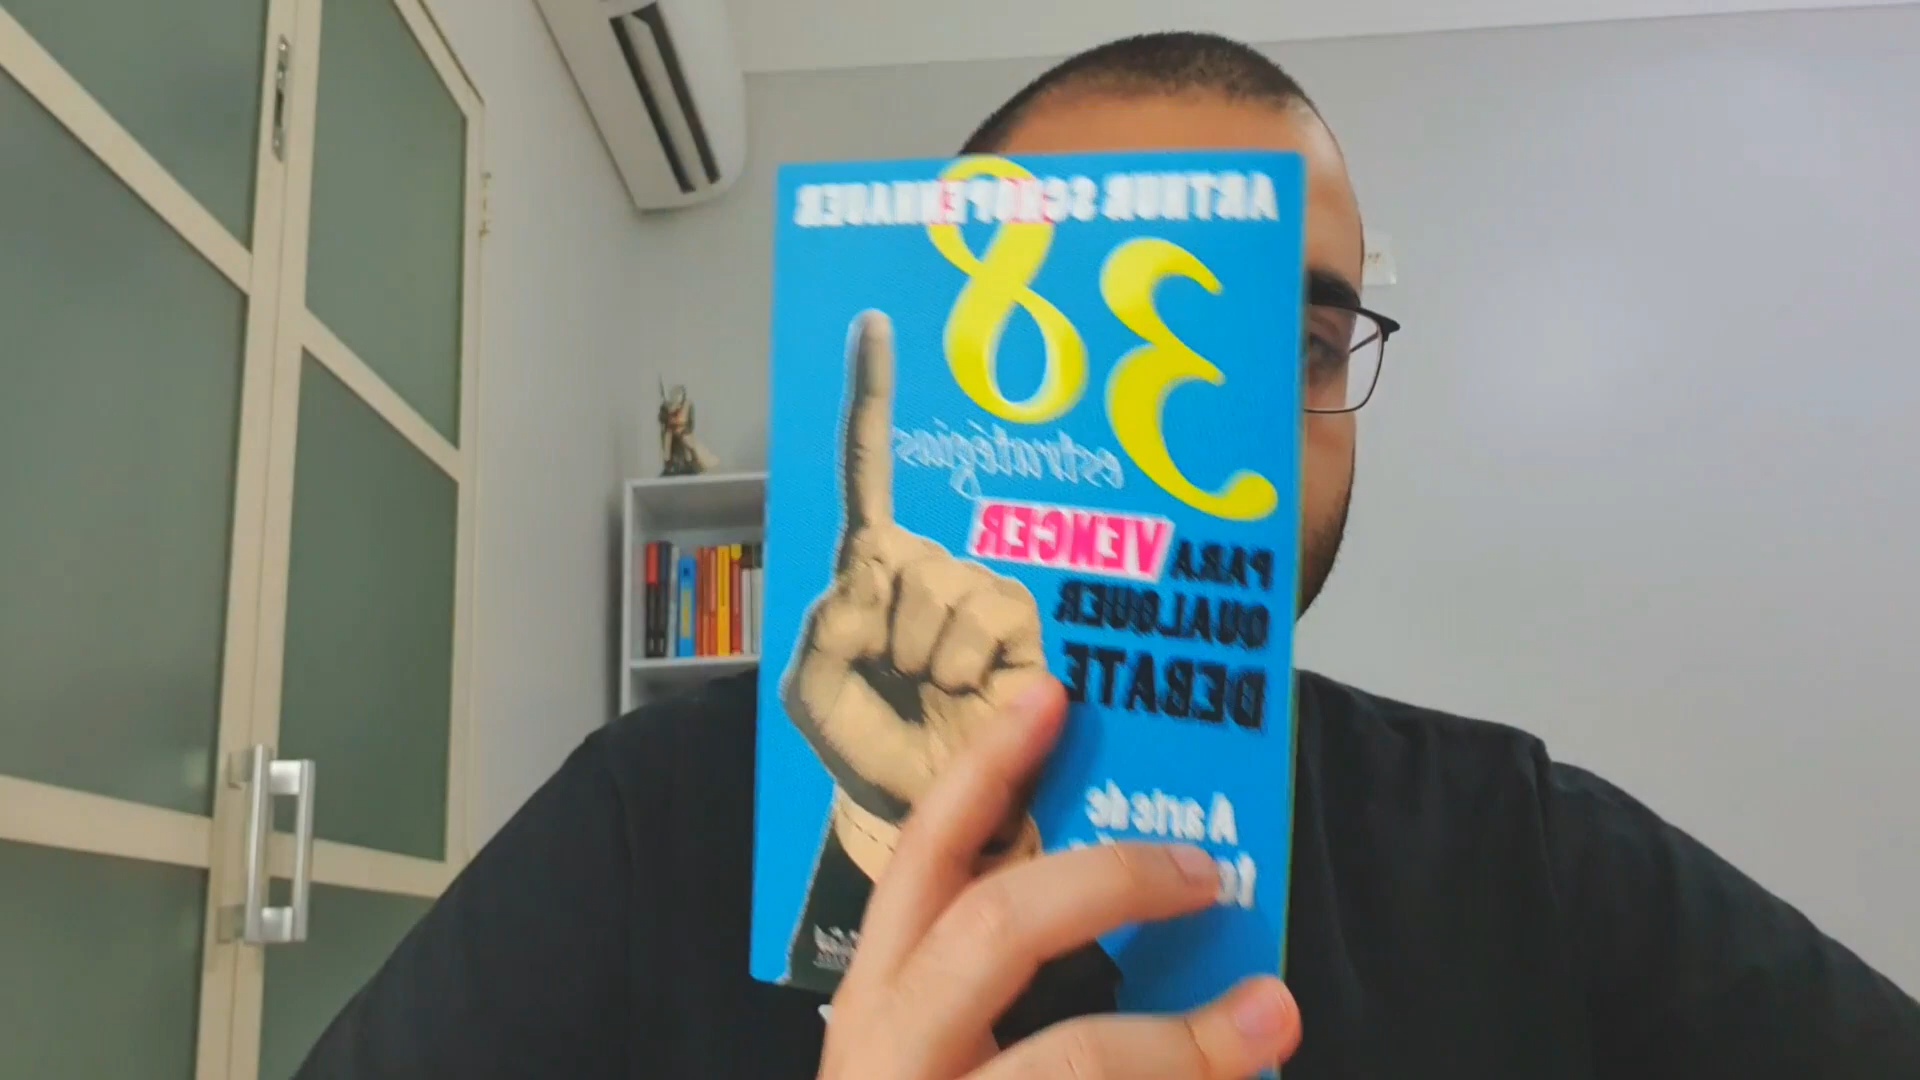 ARTHUR SCHOPENHAUER
38
estratégias
PARA VENCER
QUALQUER
DEBATE
A arte de